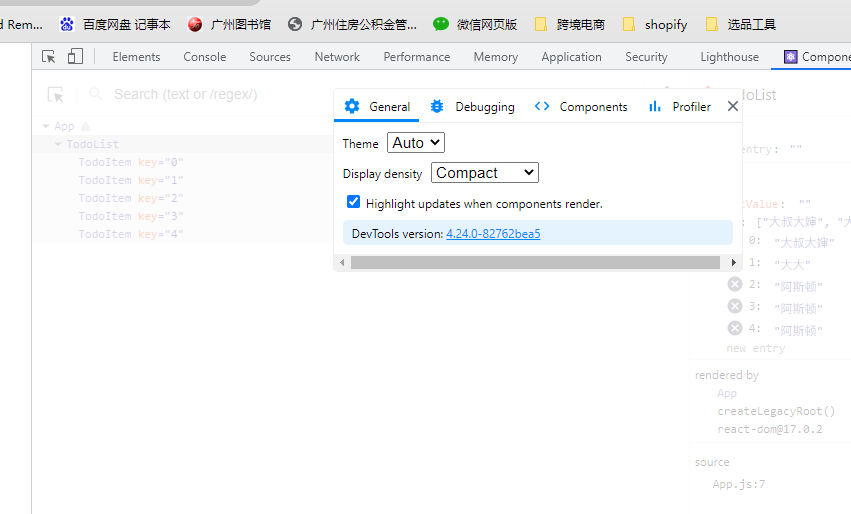 d Rem... 百度网盘 记事本 广州图书馆 广州住房公积金管... 微信网页版 跨境电商 shopify 选品工具
Elements Console Sources Network Performance Memory Application Security Lighthouse Compone
Search (text or /regex/)
App
TodoList
TodoItem key="0"
TodoItem key="1"
TodoItem key="2"
TodoItem key="3"
TodoItem key="4"
General Debugging Components Profiler
Theme Auto
Display density Compact
Highlight updates when components render.
DevTools version: 4.24.0-82762bea5
doList
entry: ""
Value: ""
: ["大叔大婶", "大
0: "大叔大婶"
1: "大大"
2: "阿斯顿"
3: "阿斯顿"
4: "阿斯顿"
new entry
rendered by
App
createLegacyRoot()
react-dom@17.0.2
source
App.js:7